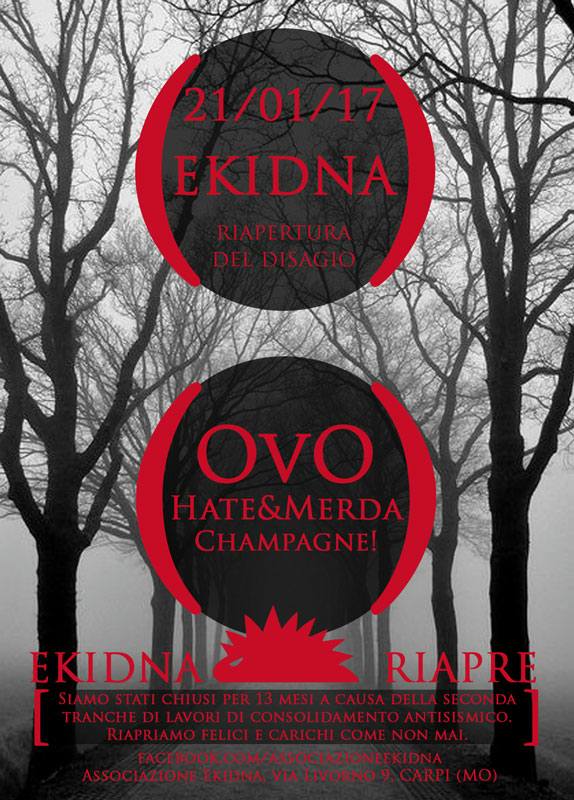 21/01/17
EKIDNA
RIAPERTURA
DEL DISAGIO
OvO
HATE&MERDA
CHAMPAGNE!
EKIDNA RIAPRE
[SIAMO STATI CHIUSI PER 13 MESI A CAUSA DELLA SECONDA
TRANCHE DI LAVORI DI CONSOLIDAMENTO ANTISISMICO.
RIAPRIAMO FELICI E CARICHI COME NON MAI.]
FACEBOOK.COM/ASSOCIAZIONEEKIDNA
ASSOCIAZIONE EKIDNA, VIA LIVORNO 9, CARPI (MO)